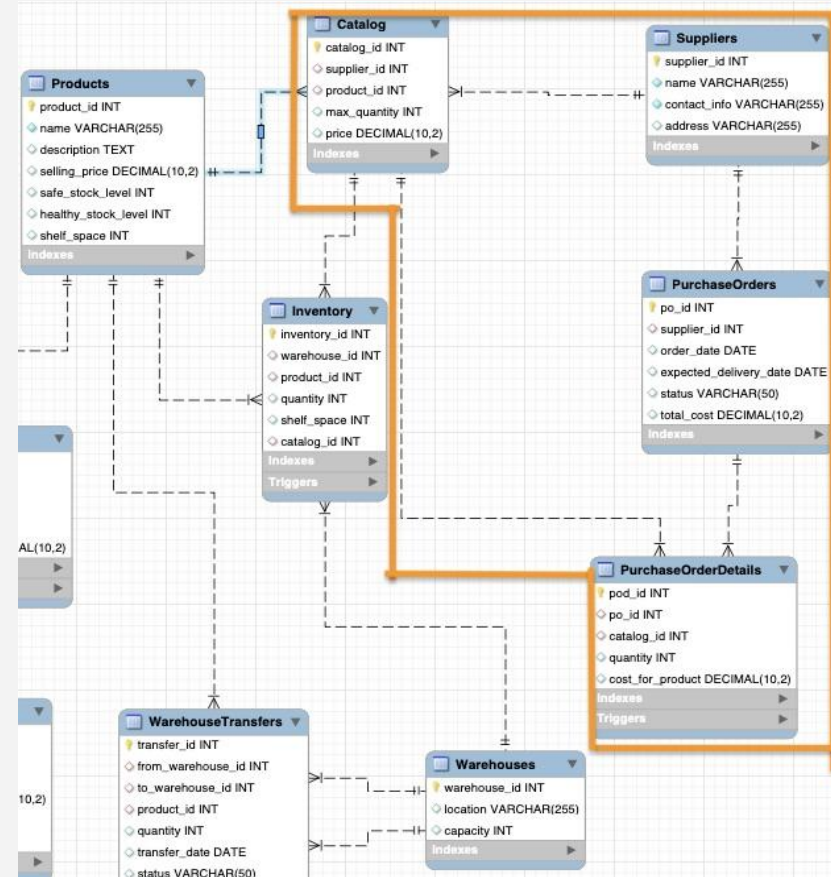 Catalog
catalog_id INT
supplier_id INT
product_id INT
max_quantity INT
price DECIMAL(10,2)
Indexes
Suppliers
supplier_id INT
name VARCHAR(255)
contact_info VARCHAR(255)
address VARCHAR(255)
Indexes
Products
product_id INT
name VARCHAR(255)
description TEXT
selling_price DECIMAL(10,2)
safe_stock_level INT
healthy_stock_level INT
shelf_space INT
Indexes
PurchaseOrders
po_id INT
supplier_id INT
order_date DATE
expected_delivery_date DATE
status VARCHAR(50)
total_cost DECIMAL(10,2)
Indexes
Inventory
inventory_id INT
warehouse_id INT
product_id INT
quantity INT
shelf_space INT
catalog_id INT
Indexes
Triggers
AL(10,2)
PurchaseOrderDetails
pod_id INT
po_id INT
catalog_id INT
quantity INT
cost_for_product DECIMAL(10,2)
Indexes
Triggers
WarehouseTransfers
transfer_id INT
from_warehouse_id INT
to_warehouse_id INT
product_id INT
quantity INT
transfer_date DATE
status VARCHAR(50)
Warehouses
warehouse_id INT
location VARCHAR(255)
capacity INT
Indexes
10,2)